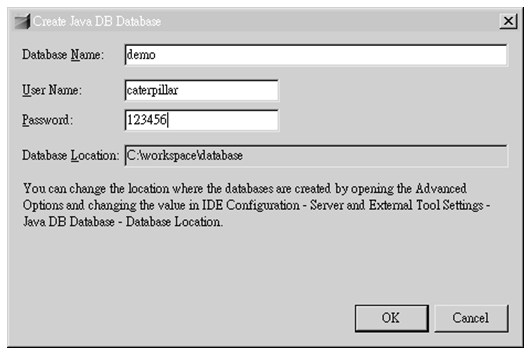 Create Java DB Database
Database Name: demo
User Name: caterpillar
Password: 123456
Database Location: C:\workspace\database
You can change the location where the databases are created by opening the Advanced
Options and changing the value in IDE Configuration - Server and External Tool Settings -
Java DB Database - Database Location.
OK Cancel